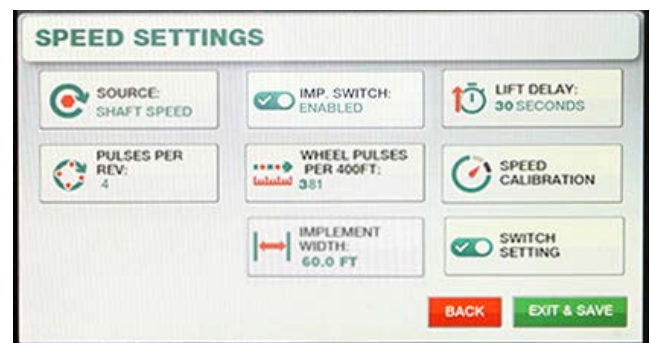 SPEED SETTINGS
SOURCE:
SHAFT SPEED
IMP. SWITCH:
ENABLED
LIFT DELAY:
30 SECONDS
PULSES PER
REV:
4
WHEEL PULSES
PER 400FT:
381
SPEED
CALIBRATION
IMPLEMENT
WIDTH:
60.0 FT
SWITCH
SETTING
BACK
EXIT & SAVE